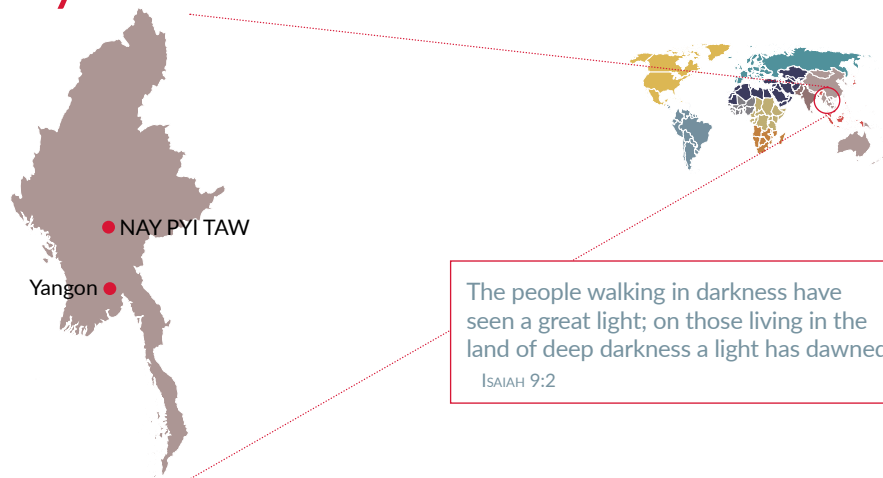 NAY PYI TAW
Yangon
The people walking in darkness have
seen a great light; on those living in the
land of deep darkness a light has dawned
ISAIAH 9:2